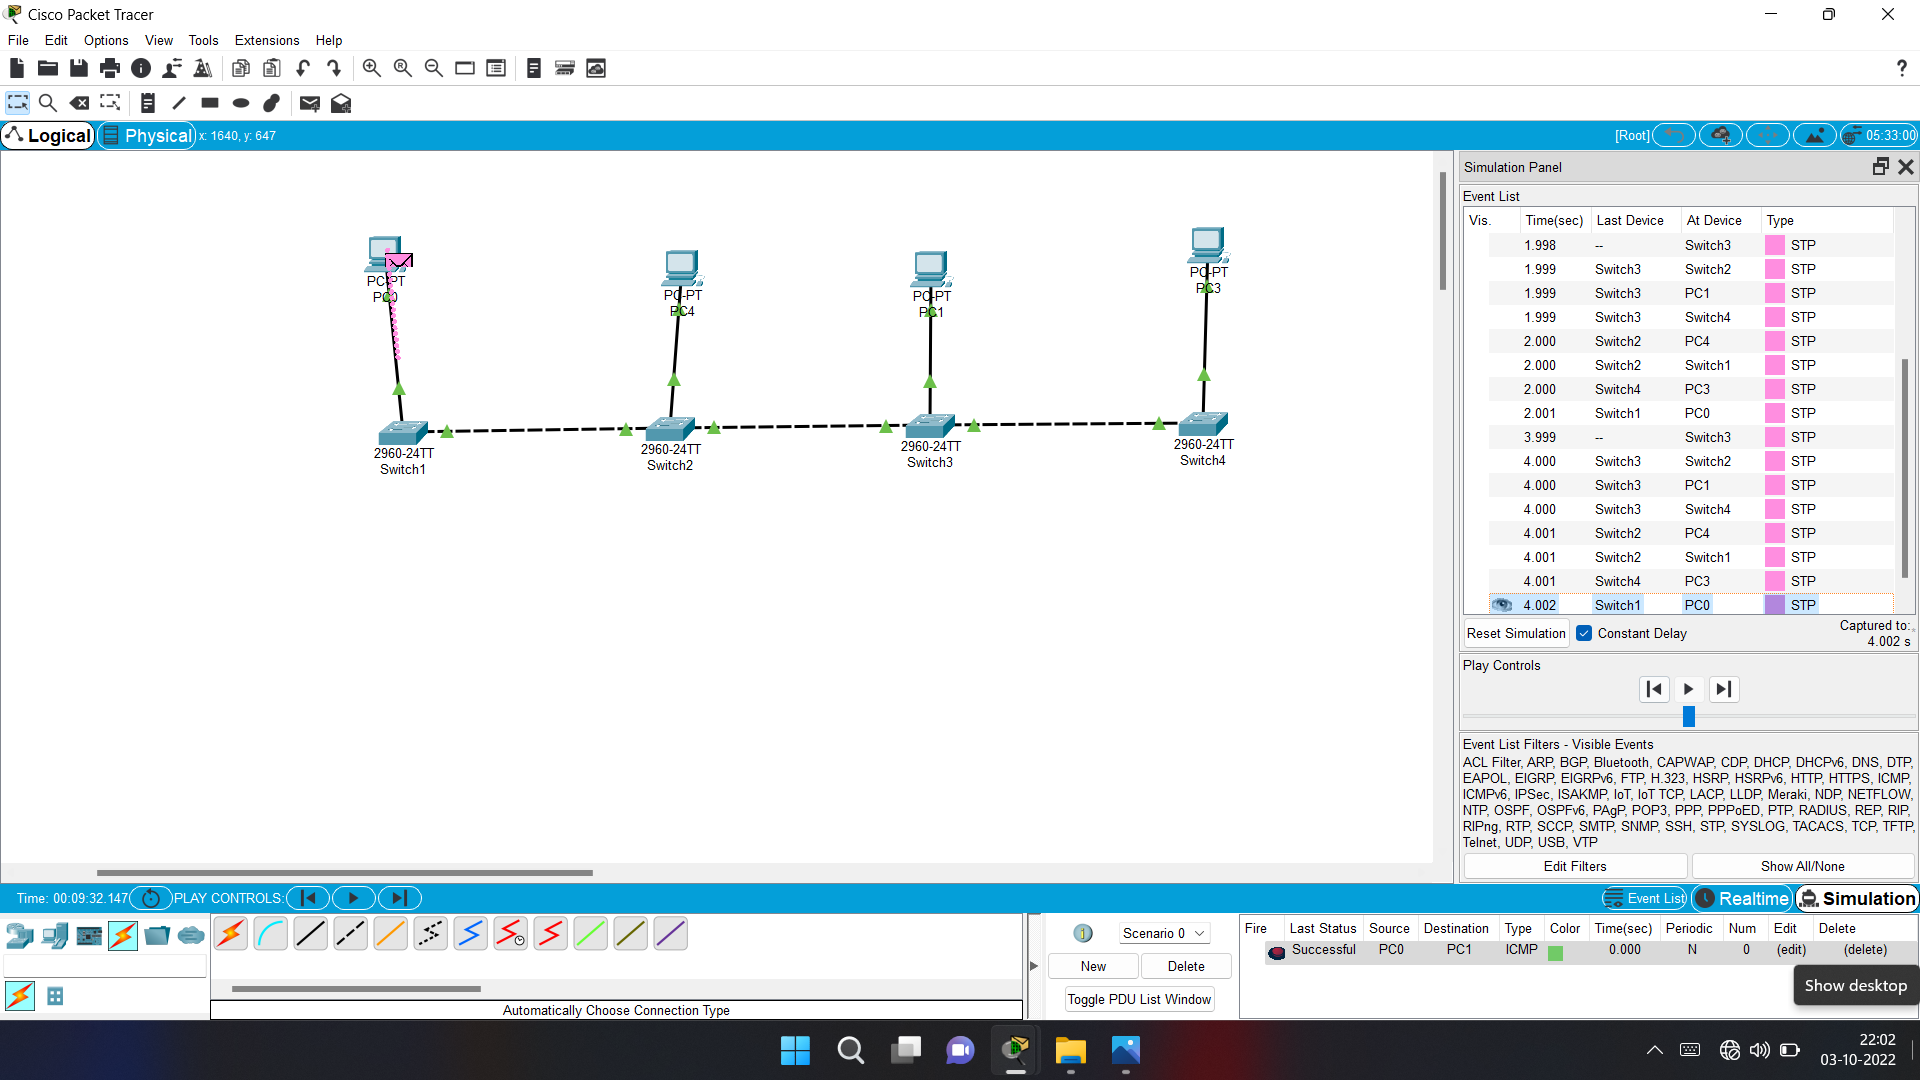 Cisco Packet Tracer
File Edit Options View Tools Extensions Help
Logical Physical x: 1640, y: 647
[Root] 05:33:00
PC-PT
PC0
PC-PT
PC4
PC-PT
PC1
PC-PT
PC3
2960-24TT
Switch1
2960-24TT
Switch2
2960-24TT
Switch3
2960-24TT
Switch4
Simulation Panel
Event List
Vis. Time(sec) Last Device At Device Type
1.998 -- Switch3 STP
1.999 Switch3 Switch2 STP
1.999 Switch3 PC1 STP
1.999 Switch3 Switch4 STP
2.000 Switch2 PC4 STP
2.000 Switch2 Switch1 STP
2.000 Switch4 PC3 STP
2.001 Switch1 PC0 STP
3.999 -- Switch3 STP
4.000 Switch3 Switch2 STP
4.000 Switch3 PC1 STP
4.000 Switch3 Switch4 STP
4.001 Switch2 PC4 STP
4.001 Switch2 Switch1 STP
4.001 Switch4 PC3 STP
4.002 Switch1 PC0 STP
Reset Simulation Constant Delay Captured to:
4.002 s
Play Controls
Event List Filters - Visible Events
ACL Filter, ARP, BGP, Bluetooth, CAPWAP, CDP, DHCP, DHCPv6, DNS, DTP,
EAPOL, EIGRP, EIGRPv6, FTP, H.323, HSRP, HSRPv6, HTTP, HTTPS, ICMP,
ICMPv6, IPSec, ISAKMP, IoT, IoT TCP, LACP, LLDP, Meraki, NDP, NETFLOW,
NTP, OSPF, OSPFv6, PAgP, POP3, PPP, PPPoED, PTP, RADIUS, REP, RIP,
RIPng, RTP, SCCP, SMTP, SNMP, SSH, STP, SYSLOG, TACACS, TCP, TFTP,
Telnet, UDP, USB, VTP
Edit Filters Show All/None
Time: 00:09:32.147 PLAY CONTROLS: Event List Realtime Simulation
Scenario 0
New Delete
Toggle PDU List Window
Fire Last Status Source Destination Type Color Time(sec) Periodic Num Edit Delete
Successful PC0 PC1 ICMP 0.000 N 0 (edit) (delete)
Show desktop
Automatically Choose Connection Type
22:02
03-10-2022